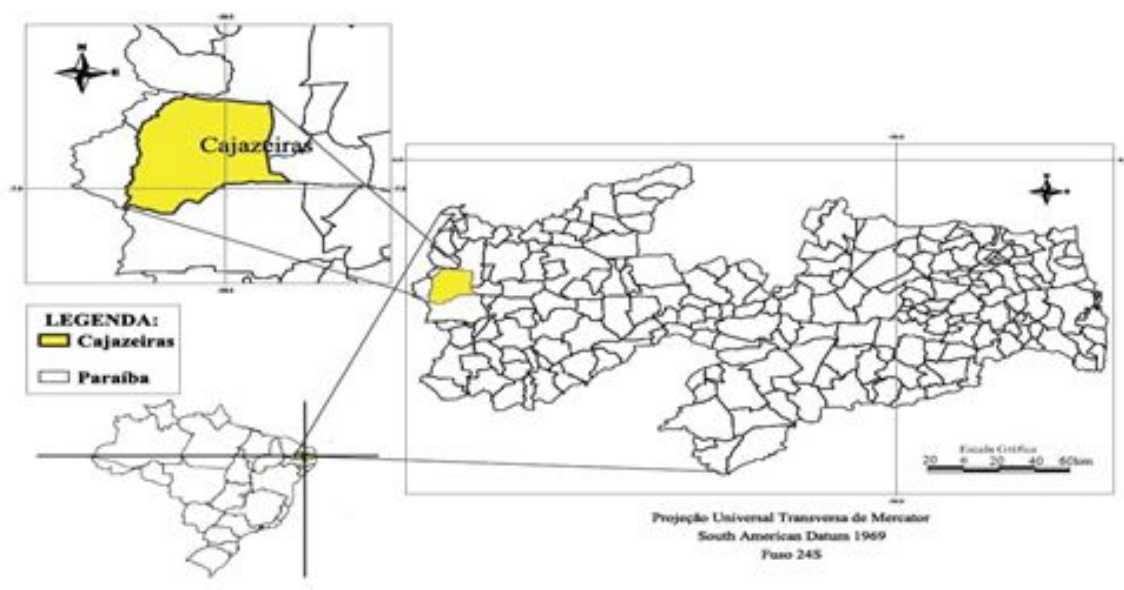 N
Cajazeiras
LEGENDA:
Cajazeiras
Paraíba
Escala Gráfica
20 0 20 40 60km
Projeção Universal Transversa de Mercator
South American Datum 1969
Fuso 24S